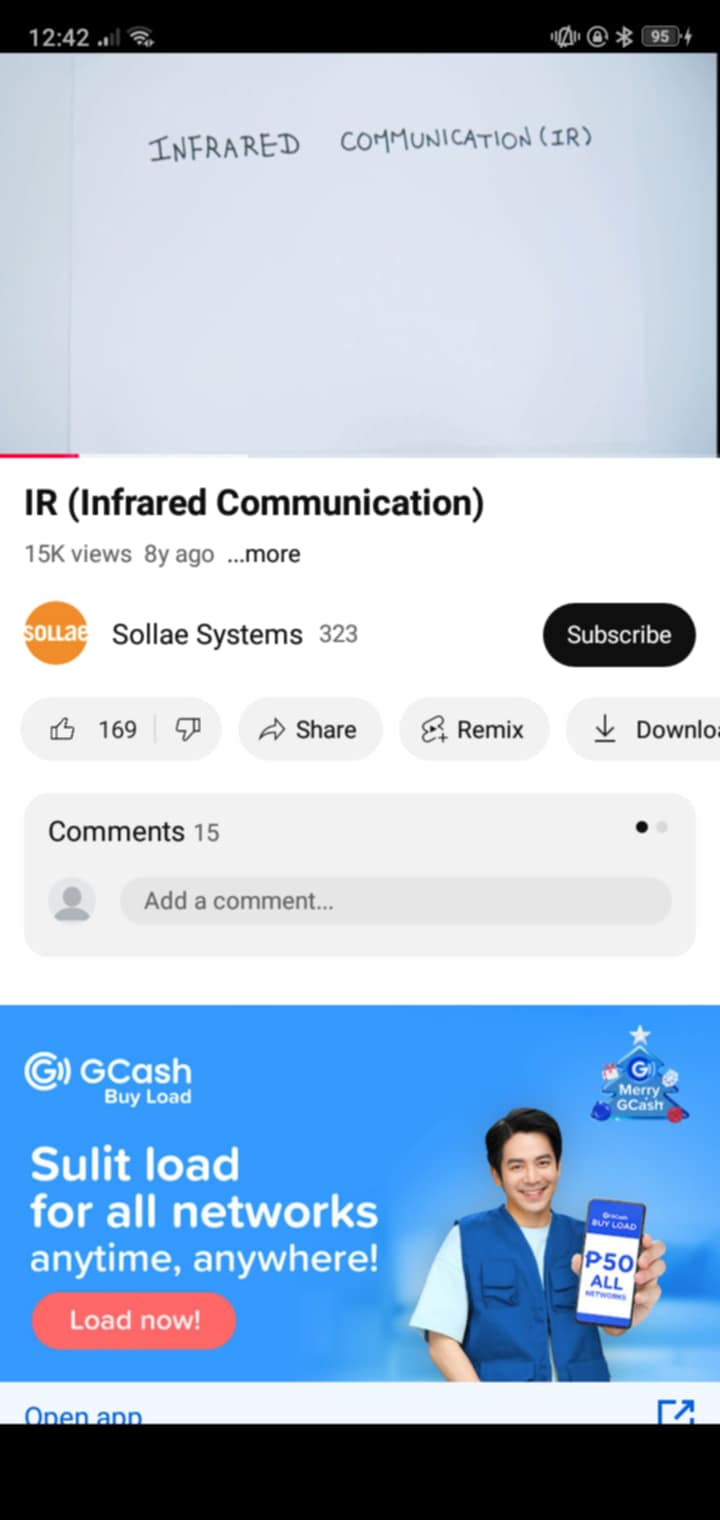 12:42
95
INFRARED COMMUNICATION (IR)
IR (Infrared Communication)
15K views 8y ago ...more
SOLLAE
Sollae Systems 323
Subscribe
169
Share
Remix
Downloa
Comments 15
Add a comment...
G GCash
Buy Load
Merry
GCash
Sulit load
for all networks
anytime, anywhere!
Load now!
GCash
BUY LOAD
₱50
ALL
NETWORKS
Open app